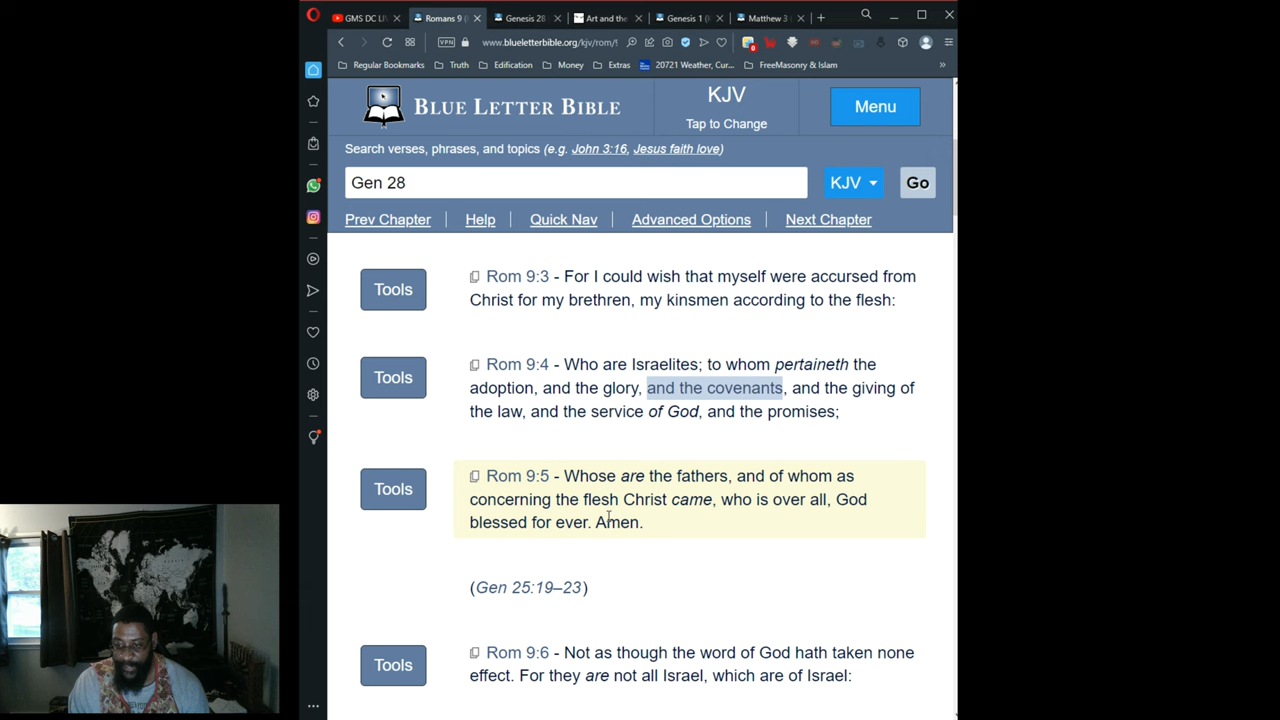 GMS DC LI
Romans 9 (
Genesis 28
Art and the
Genesis 1 (
Matthew 3
VPN
www.blueletterbible.org/kjv/rom/
Regular Bookmarks
Truth
Edification
Money
Extras
20721 Weather, Cur...
FreeMasonry & Islam
BLUE LETTER BIBLE
KJV
Tap to Change
Menu
Search verses, phrases, and topics (e.g. John 3:16, Jesus faith love)
Gen 28
KJV
Go
Prev Chapter
Help
Quick Nav
Advanced Options
Next Chapter
Tools
Rom 9:3 - For I could wish that myself were accursed from
Christ for my brethren, my kinsmen according to the flesh:
Tools
Rom 9:4 - Who are Israelites; to whom pertaineth the
adoption, and the glory, and the covenants, and the giving of
the law, and the service of God, and the promises;
Tools
Rom 9:5 - Whose are the fathers, and of whom as
concerning the flesh Christ came, who is over all, God
blessed for ever. Amen.
(Gen 25:19–23)
Tools
Rom 9:6 - Not as though the word of God hath taken none
effect. For they are not all Israel, which are of Israel: